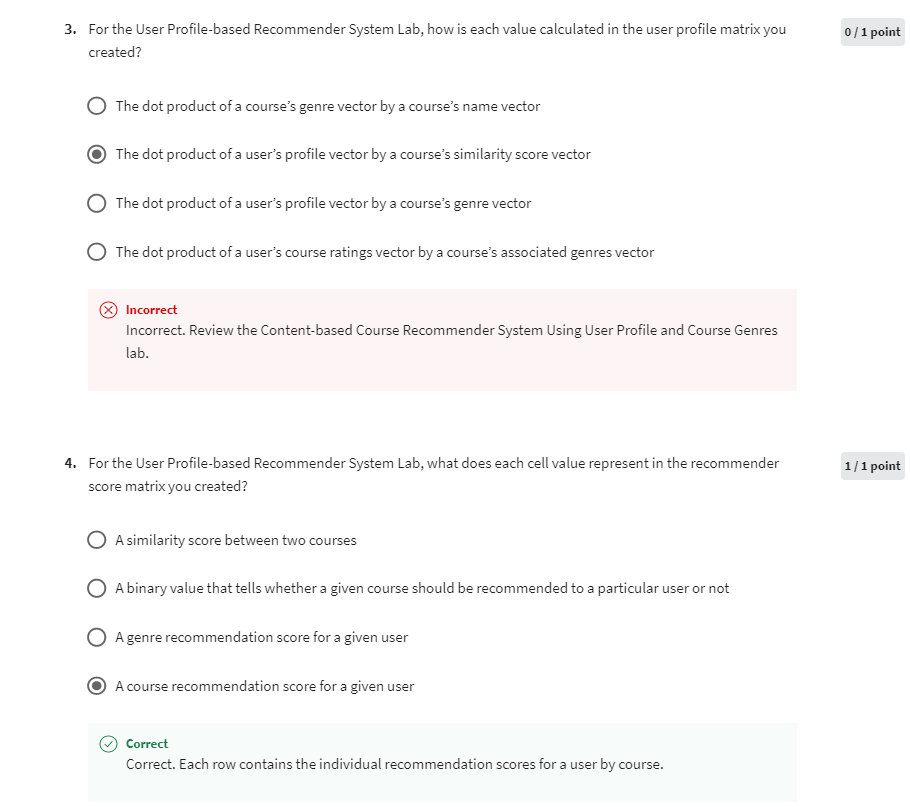 3. For the User Profile-based Recommender System Lab, how is each value calculated in the user profile matrix you
created?
0 / 1 point
The dot product of a course’s genre vector by a course’s name vector
The dot product of a user’s profile vector by a course’s similarity score vector
The dot product of a user’s profile vector by a course’s genre vector
The dot product of a user’s course ratings vector by a course’s associated genres vector
Incorrect
Incorrect. Review the Content-based Course Recommender System Using User Profile and Course Genres
lab.
4. For the User Profile-based Recommender System Lab, what does each cell value represent in the recommender
score matrix you created?
1 / 1 point
A similarity score between two courses
A binary value that tells whether a given course should be recommended to a particular user or not
A genre recommendation score for a given user
A course recommendation score for a given user
Correct
Correct. Each row contains the individual recommendation scores for a user by course.